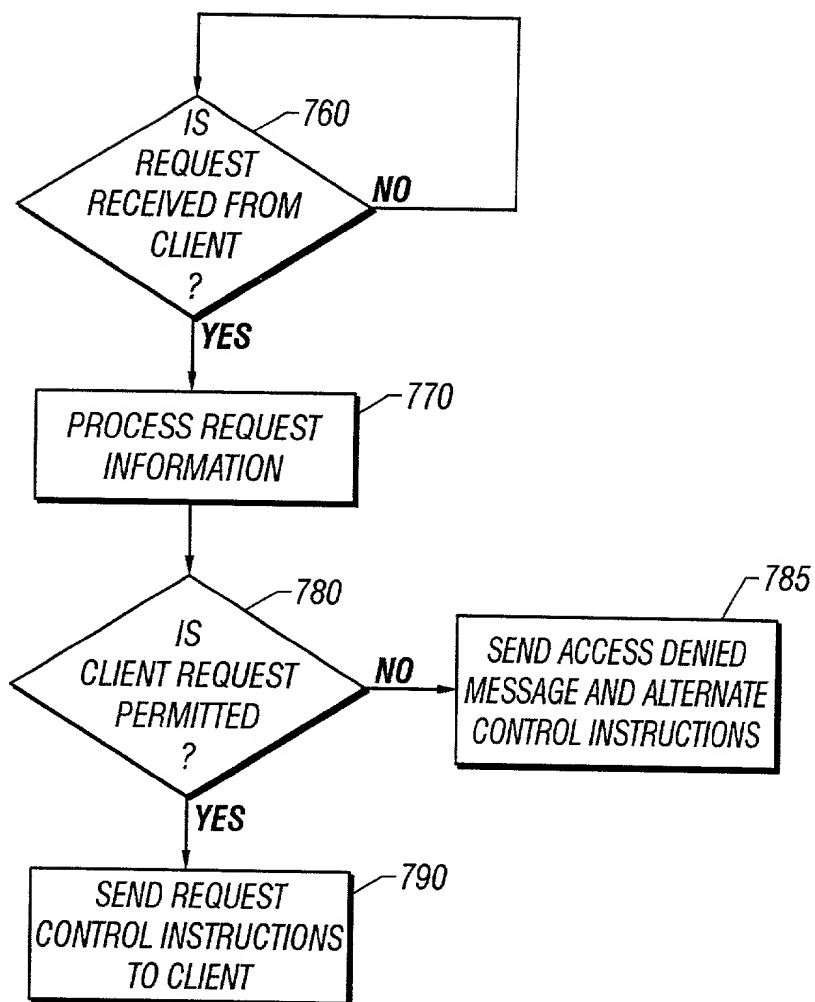 760
IS
REQUEST
RECEIVED FROM
CLIENT
?
NO
YES
770
PROCESS REQUEST
INFORMATION
780
IS
CLIENT REQUEST
PERMITTED
?
NO
785
SEND ACCESS DENIED
MESSAGE AND ALTERNATE
CONTROL INSTRUCTIONS
YES
790
SEND REQUEST
CONTROL INSTRUCTIONS
TO CLIENT